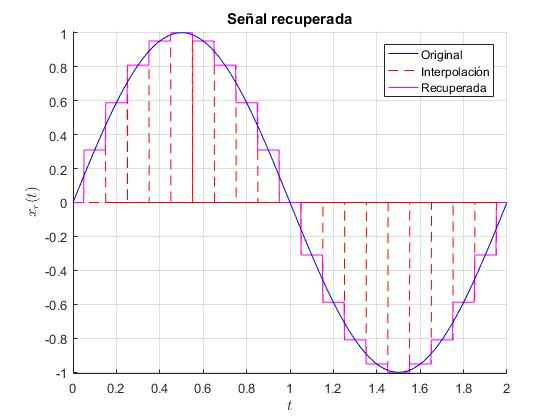 Señal recuperada
Original
Interpolación
Recuperada
1
0.8
0.6
0.4
0.2
0
-0.2
-0.4
-0.6
-0.8
-1
x_r(t)
0 0.2 0.4 0.6 0.8 1 1.2 1.4 1.6 1.8 2
t